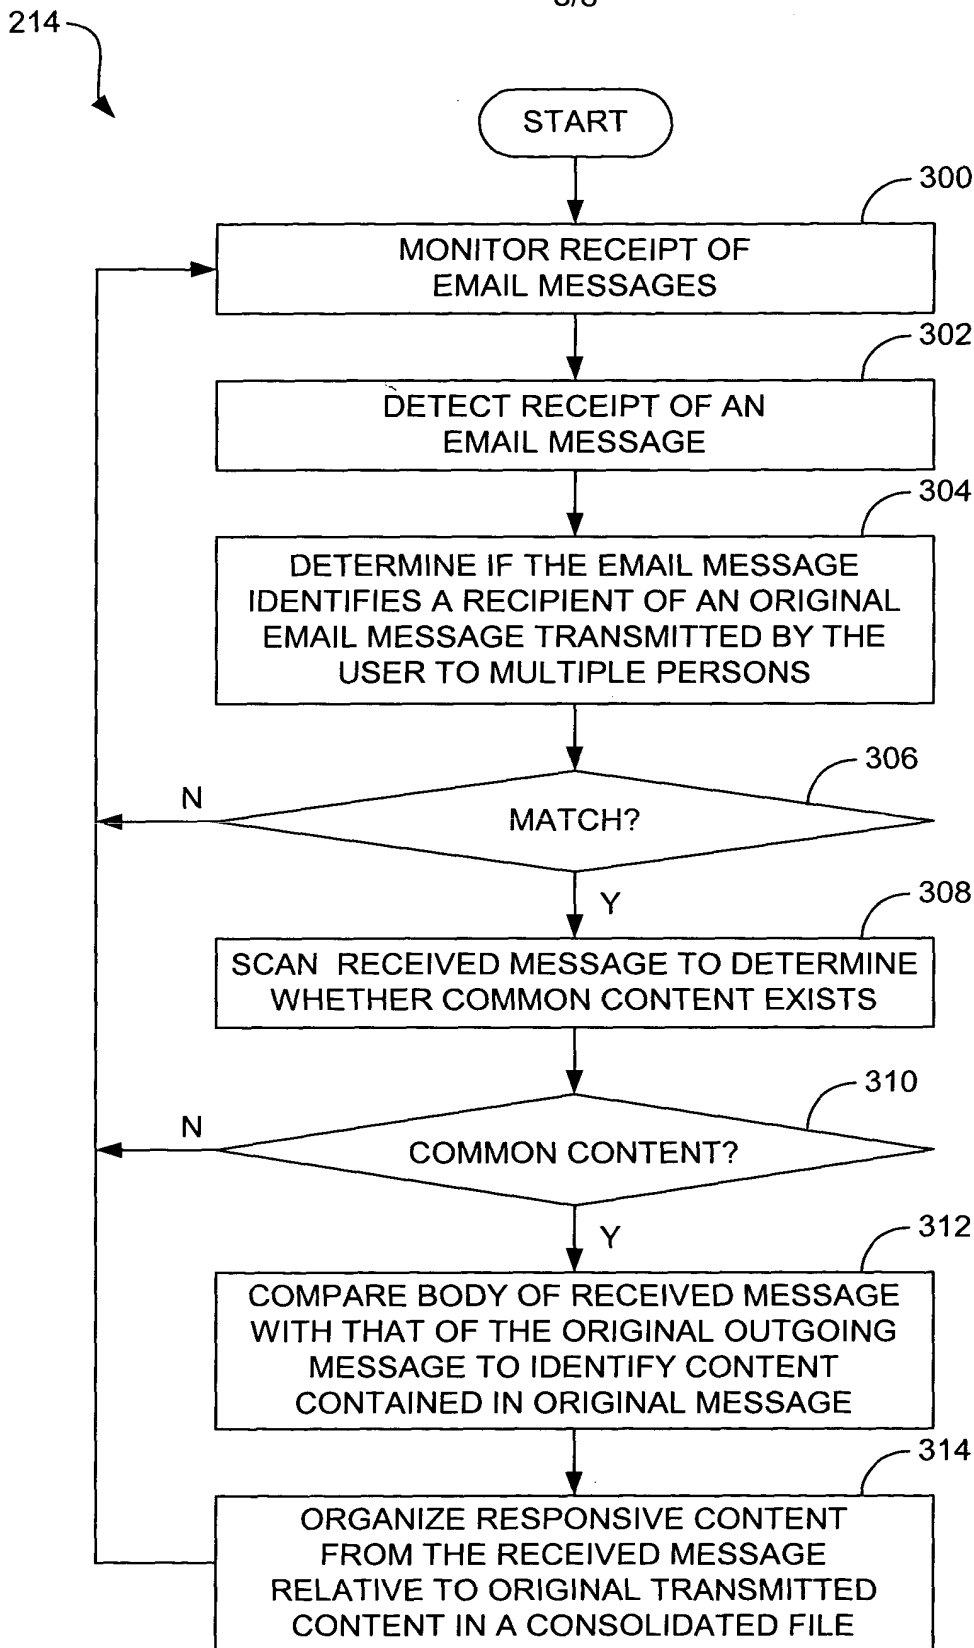 214
START
300
MONITOR RECEIPT OF
EMAIL MESSAGES
302
DETECT RECEIPT OF AN
EMAIL MESSAGE
304
DETERMINE IF THE EMAIL MESSAGE
IDENTIFIES A RECIPIENT OF AN ORIGINAL
EMAIL MESSAGE TRANSMITTED BY THE
USER TO MULTIPLE PERSONS
306
N
MATCH?
Y
308
SCAN RECEIVED MESSAGE TO DETERMINE
WHETHER COMMON CONTENT EXISTS
310
N
COMMON CONTENT?
Y
312
COMPARE BODY OF RECEIVED MESSAGE
WITH THAT OF THE ORIGINAL OUTGOING
MESSAGE TO IDENTIFY CONTENT
CONTAINED IN ORIGINAL MESSAGE
314
ORGANIZE RESPONSIVE CONTENT
FROM THE RECEIVED MESSAGE
RELATIVE TO ORIGINAL TRANSMITTED
CONTENT IN A CONSOLIDATED FILE